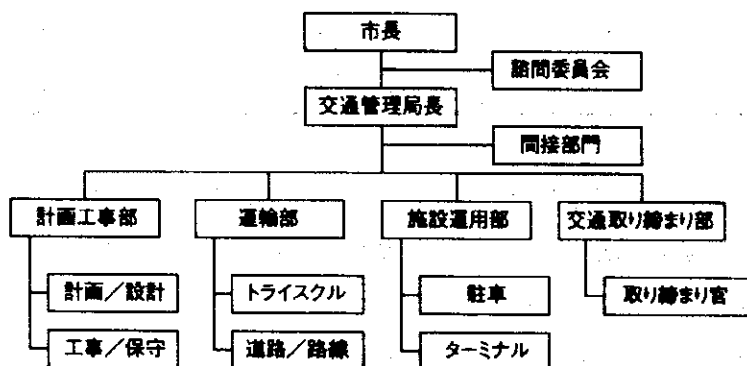 市長
諮問委員会
交通管理局長
間接部門
計画工事部
運輸部
施設運用部
交通取り締まり部
計画／設計
トライスクル
駐車
取り締まり官
工事／保守
道路／路線
ターミナル